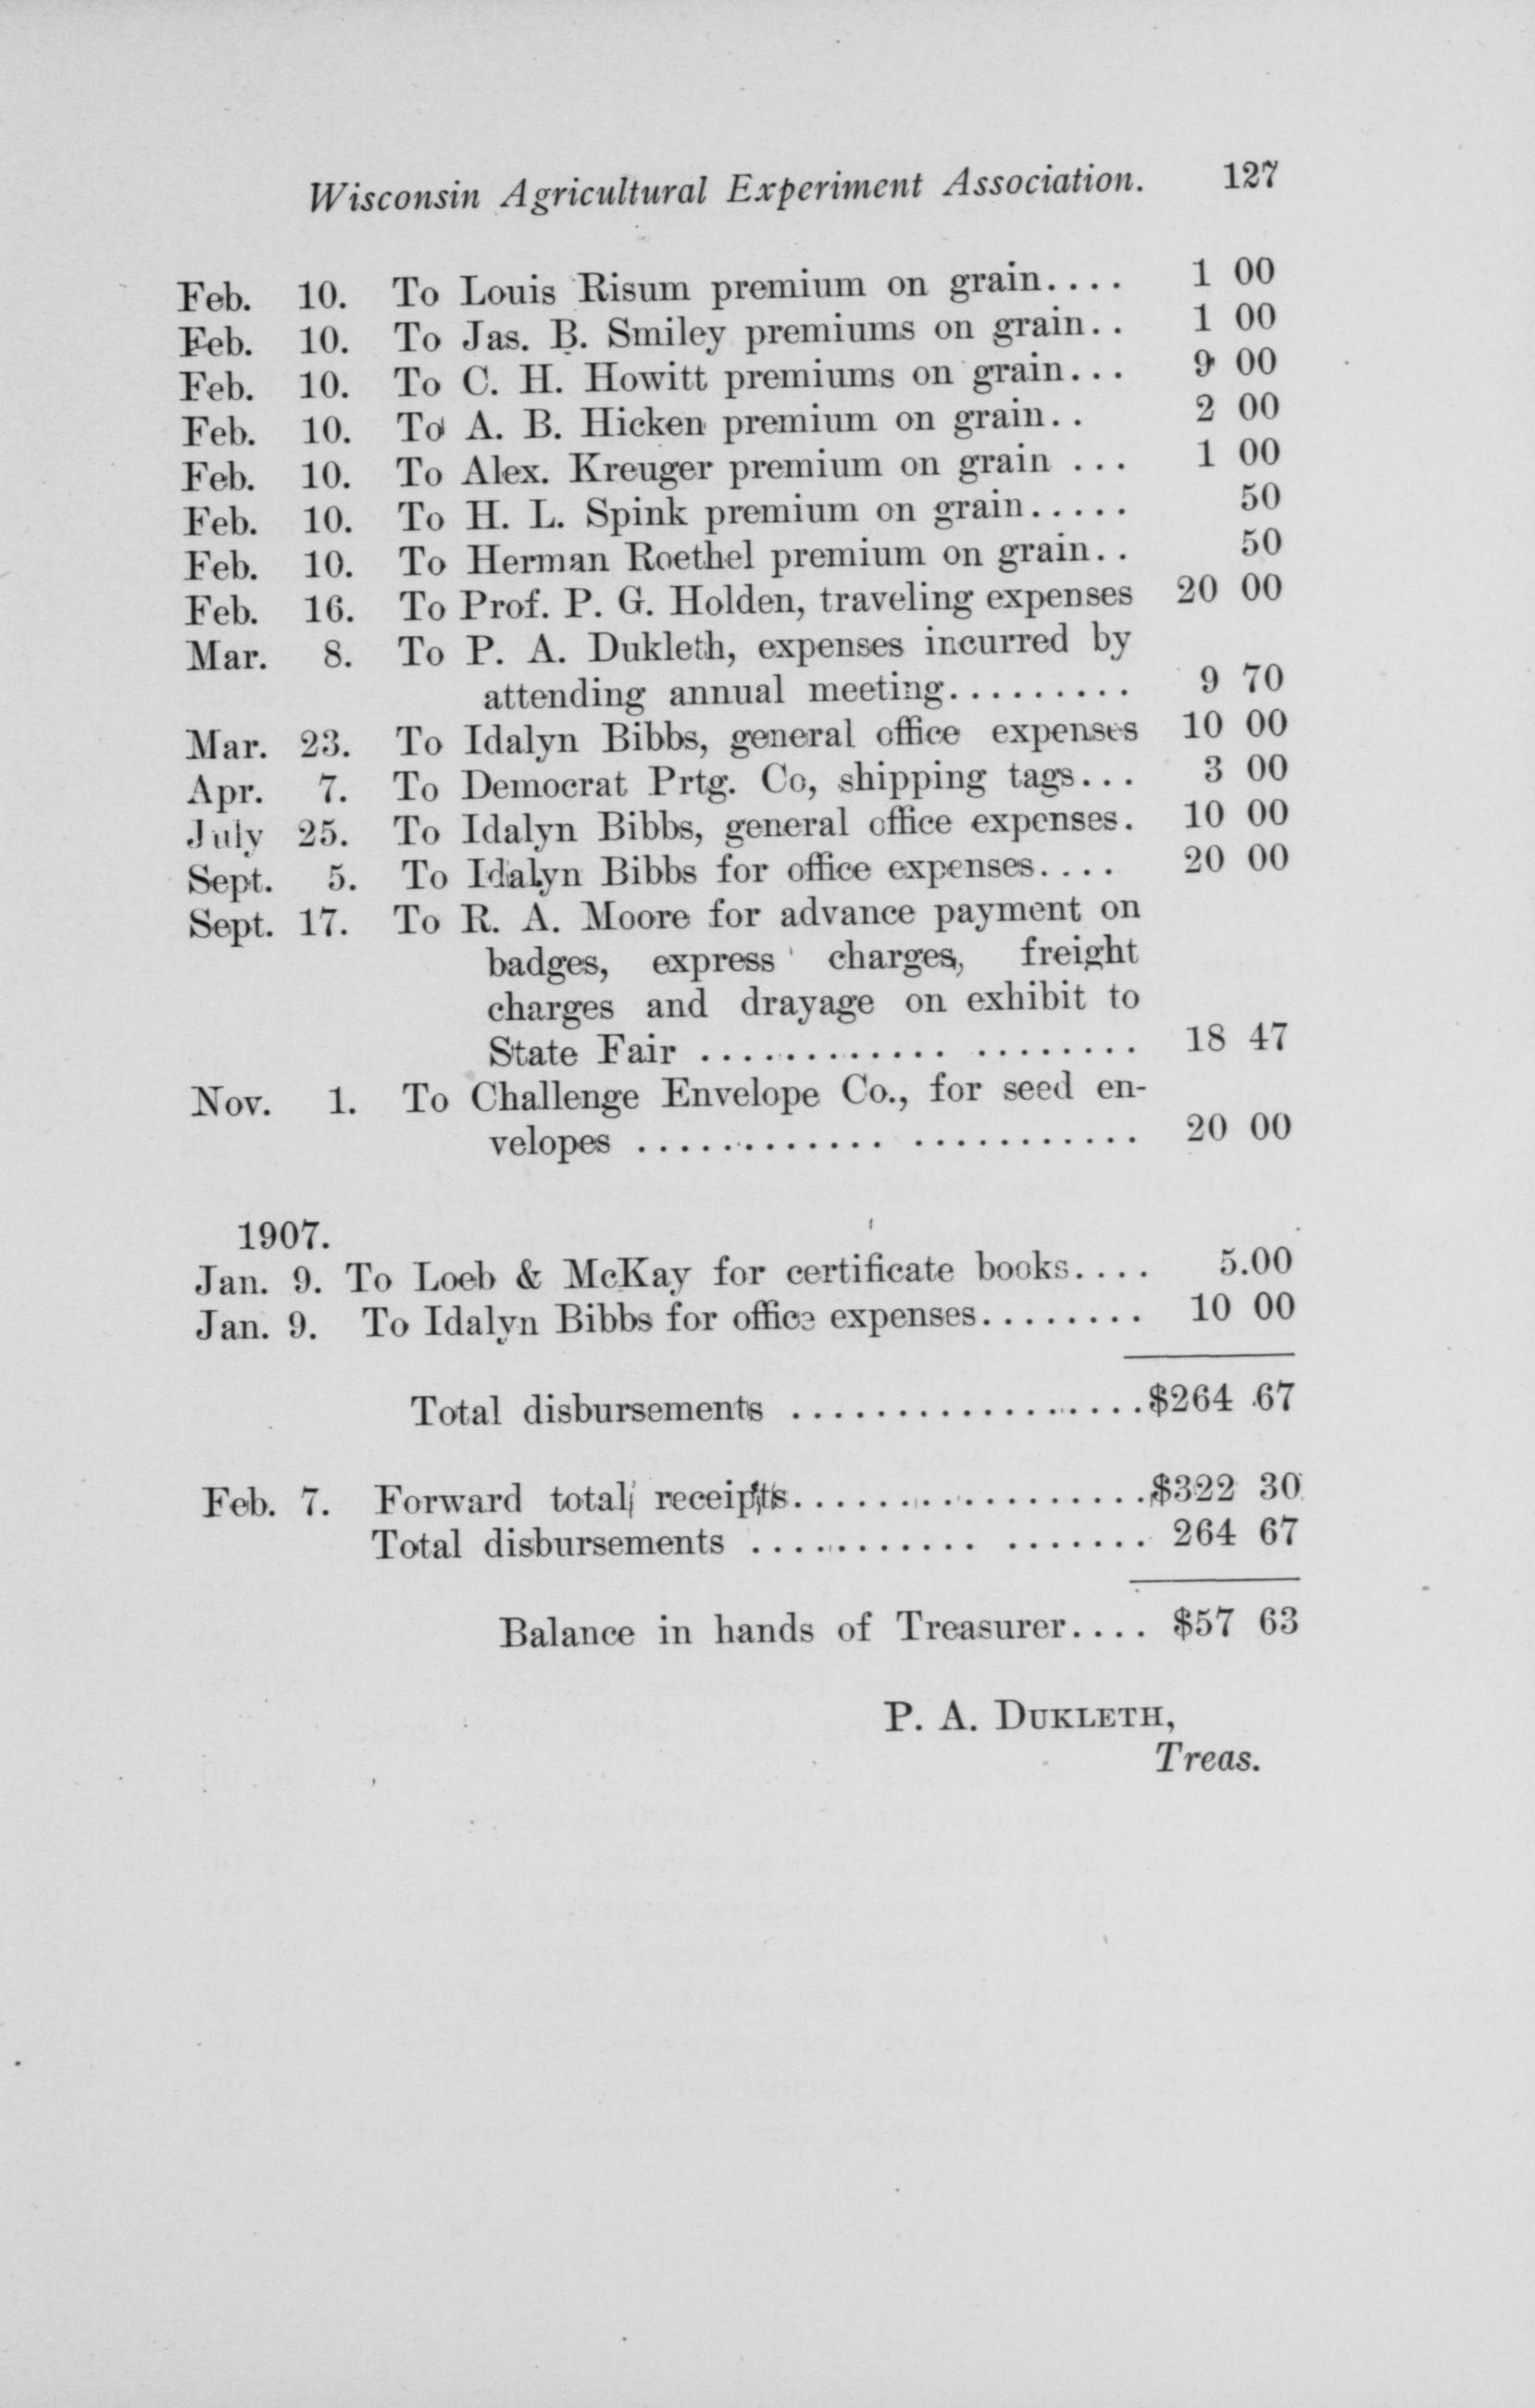 Wisconsin Agricultural Experiment Association. 127
Feb. 10. To Louis Risum premium on grain.... 1 00
Feb. 10. To Jas. B. Smiley premiums on grain.. 1 00
Feb. 10. To C. H. Howitt premiums on grain... 9 00
Feb. 10. To A. B. Hicken premium on grain.. 2 00
Feb. 10. To Alex. Kreuger premium on grain ... 1 00
Feb. 10. To H. L. Spink premium on grain..... 50
Feb. 10. To Herman Roethel premium on grain.. 50
Feb. 16. To Prof. P. G. Holden, traveling expenses 20 00
Mar. 8. To P. A. Dukleth, expenses incurred by
attending annual meeting......... 9 70
Mar. 23. To Idalyn Bibbs, general office expenses 10 00
Apr. 7. To Democrat Prtg. Co, shipping tags... 3 00
July 25. To Idalyn Bibbs, general office expenses. 10 00
Sept. 5. To Idalyn Bibbs for office expenses.... 20 00
Sept. 17. To R. A. Moore for advance payment on
badges, express charges, freight
charges and drayage on exhibit to
State Fair ............ ........ 18 47
Nov. 1. To Challenge Envelope Co., for seed en-
velopes ............ ........... 20 00
1907.
Jan. 9. To Loeb & McKay for certificate books.... 5.00
Jan. 9. To Idalyn Bibbs for office expenses........ 10 00
Total disbursements .................$264 67
Feb. 7. Forward total receipts.................$322 30
Total disbursements ........... ....... 264 67
Balance in hands of Treasurer.... $57 63
P. A. DUKLETH,
Treas.